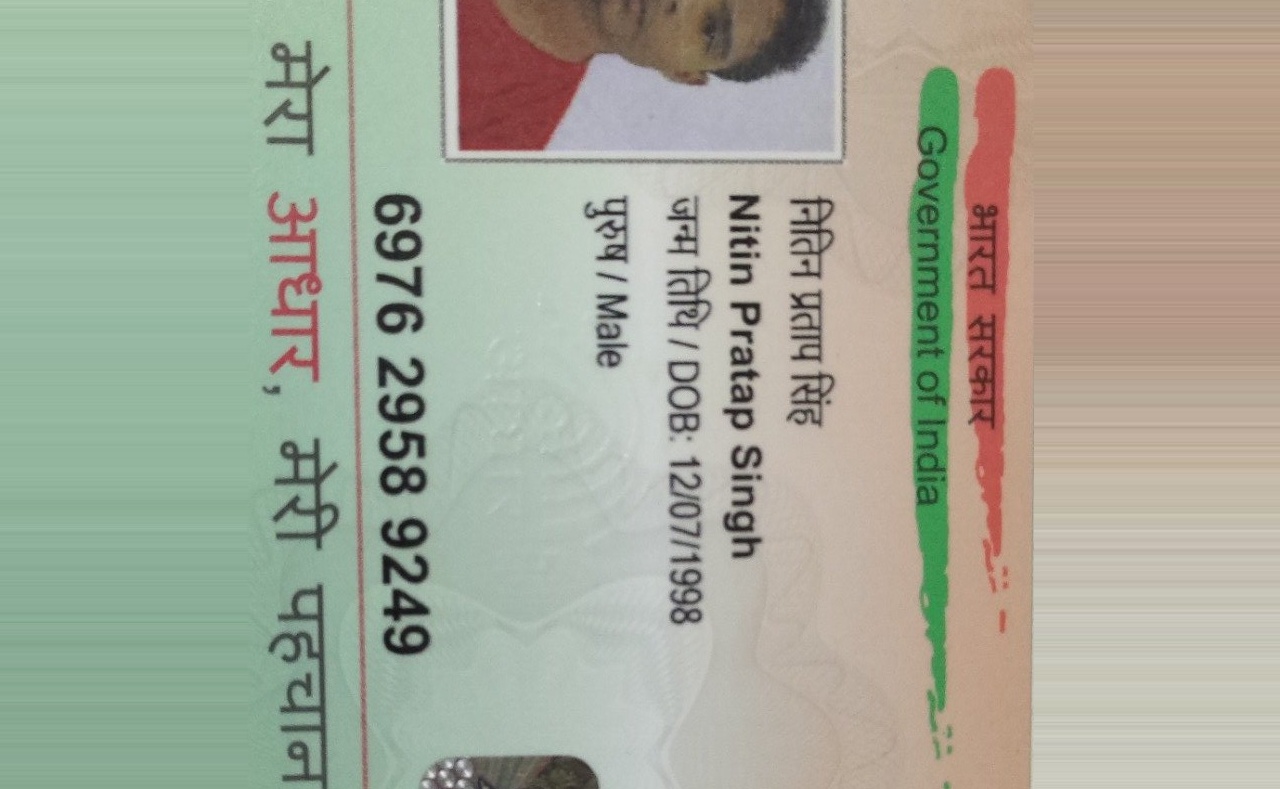 भारत सरकार
Government of India
नितिन प्रताप सिंह
Nitin Pratap Singh
जन्म तिथि / DOB: 12/07/1998
पुरुष / Male
6976 2958 9249
मेरा आधार, मेरी पहचान